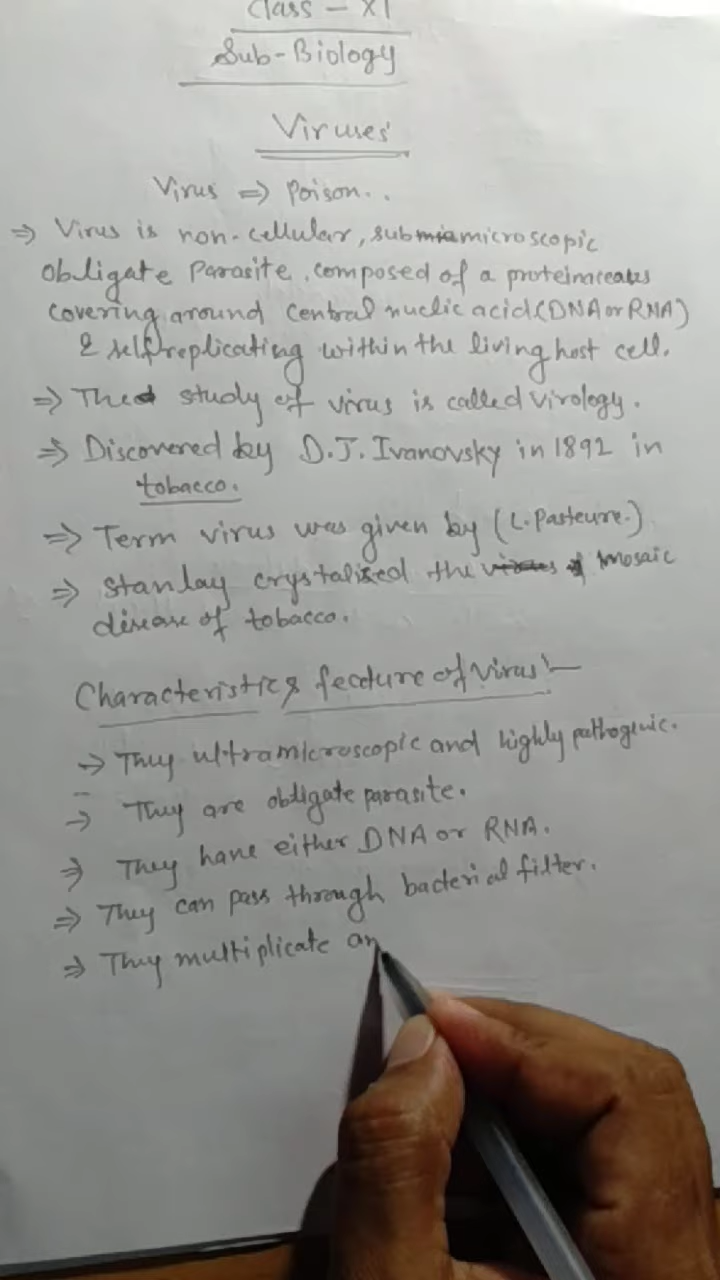 Class - XI
Sub-Biology
Viruses
Virus ⇒ Poison..
⇒ Virus is non-cellular, submicroscopic
obligate Parasite, composed of a
covering around central nuclic acid (DNA or RNA)
& self replicating within the living host cell.
⇒ The study of virus is called virology.
⇒ Discovered by D.J. Ivanovsky in 1892 in
tobacco.
⇒ Term virus was given by (L. Pasteure.)
⇒ Stanlay crystalised the mosaic
disease of tobacco.
Characteristics feature of Virus:—
→ They ultramicroscopic and highly pathogenic.
→ They are obligate parasite.
⇒ They have either DNA or RNA.
⇒ They can pass through bacterial filter.
⇒ They multiplicate an